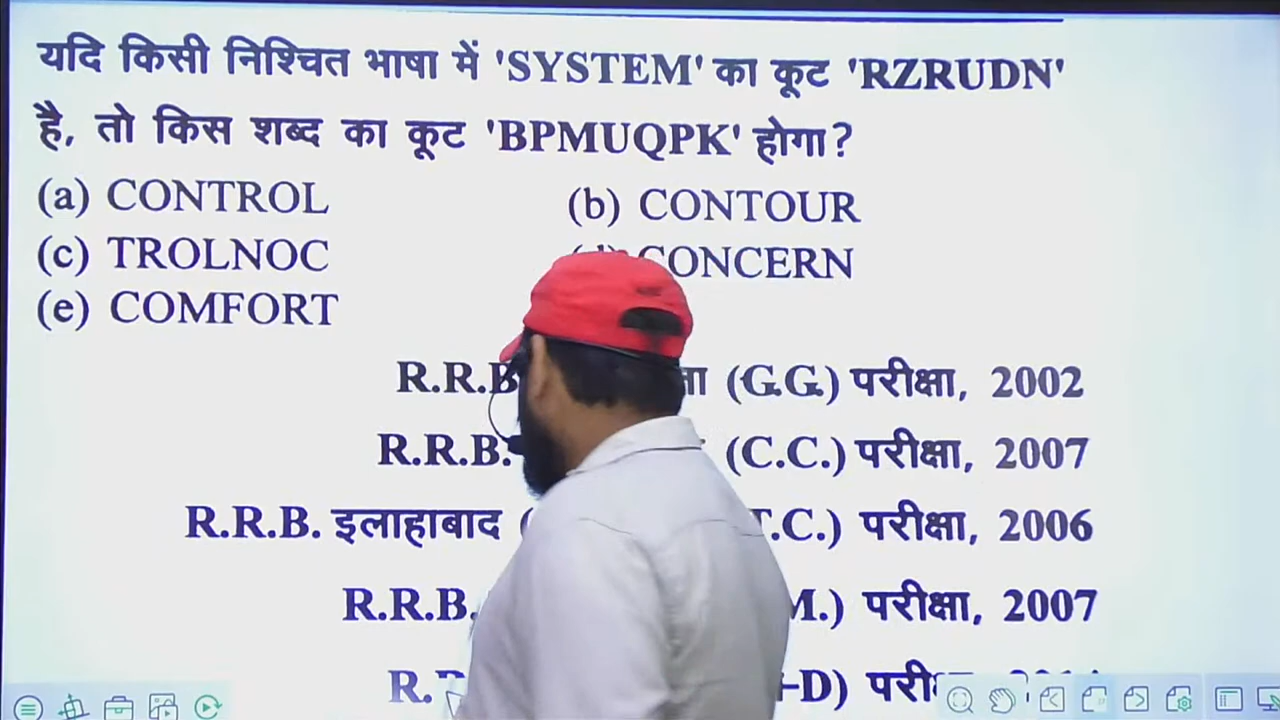 यदि किसी निश्चित भाषा में 'SYSTEM' का कूट 'RZRUDN'
है, तो किस शब्द का कूट 'BPMUQPK' होगा?
(a) CONTROL (b) CONTOUR
(c) TROLNOC CONCERN
(e) COMFORT
R.R.B (G.G.) परीक्षा, 2002
R.R.B. (C.C.) परीक्षा, 2007
R.R.B. इलाहाबाद T.C.) परीक्षा, 2006
R.R.B. M.) परीक्षा, 2007
-D)